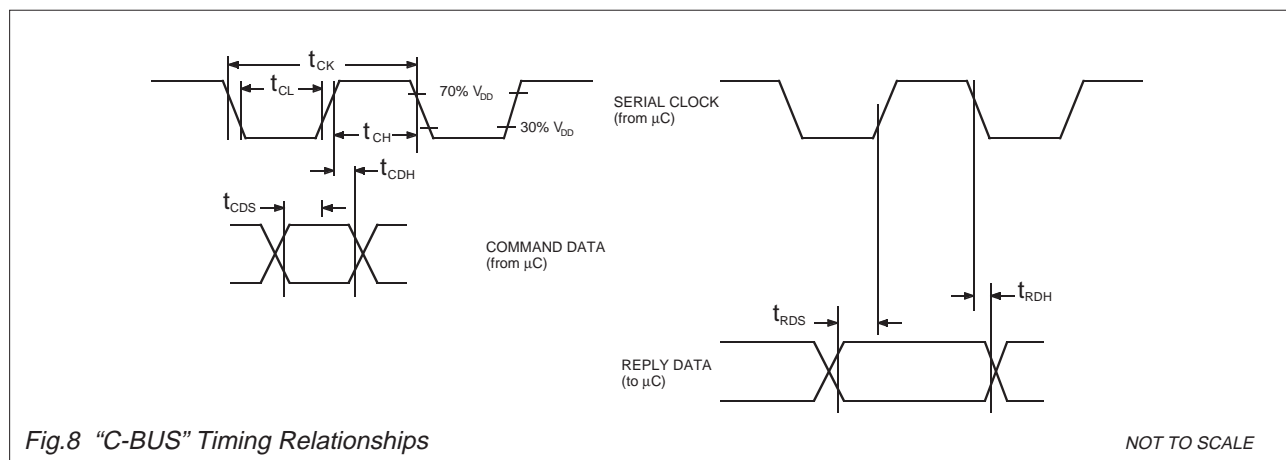 tCK
tCL
70% VDD
SERIAL CLOCK
(from μC)
30% VDD
tCH
tCDH
tCDS
COMMAND DATA
(from μC)
tRDH
tRDS
REPLY DATA
(to μC)
Fig.8 "C-BUS" Timing Relationships
NOT TO SCALE